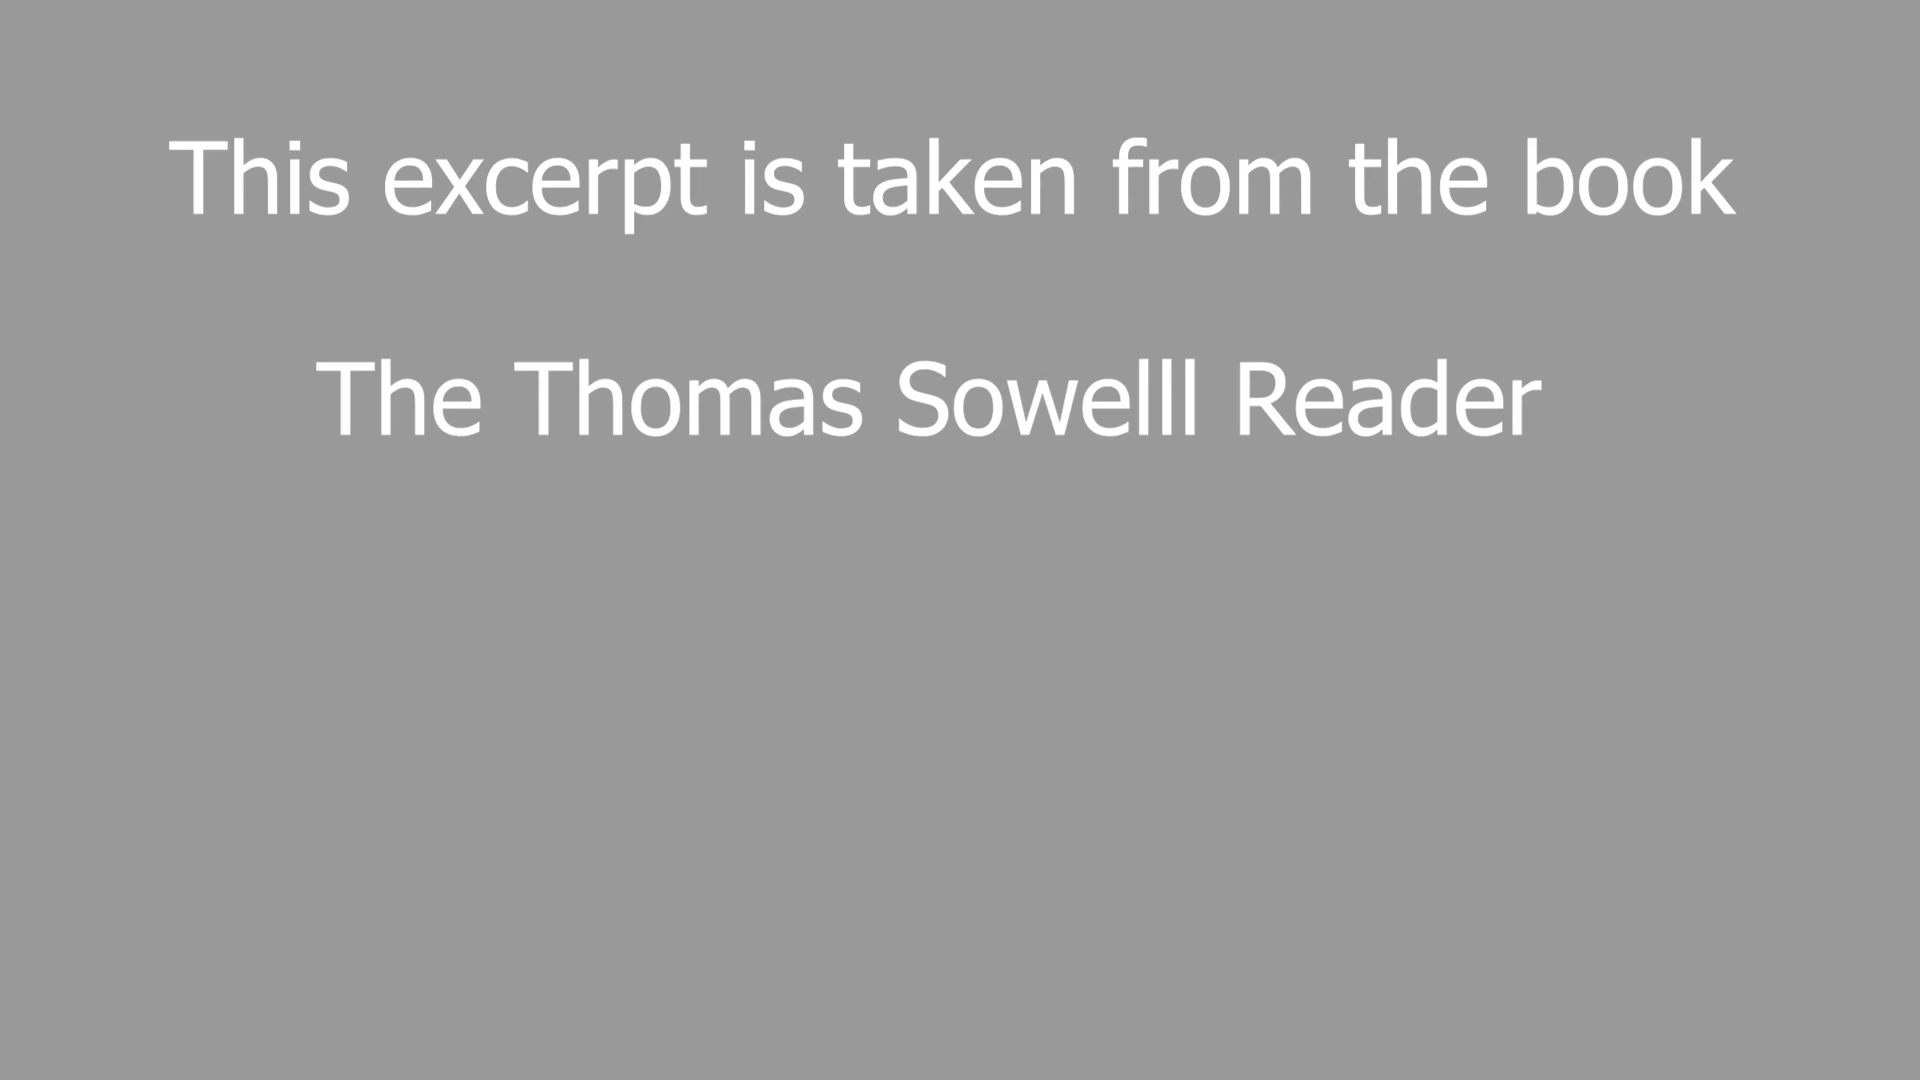 This excerpt is taken from the book
The Thomas Sowelll Reader